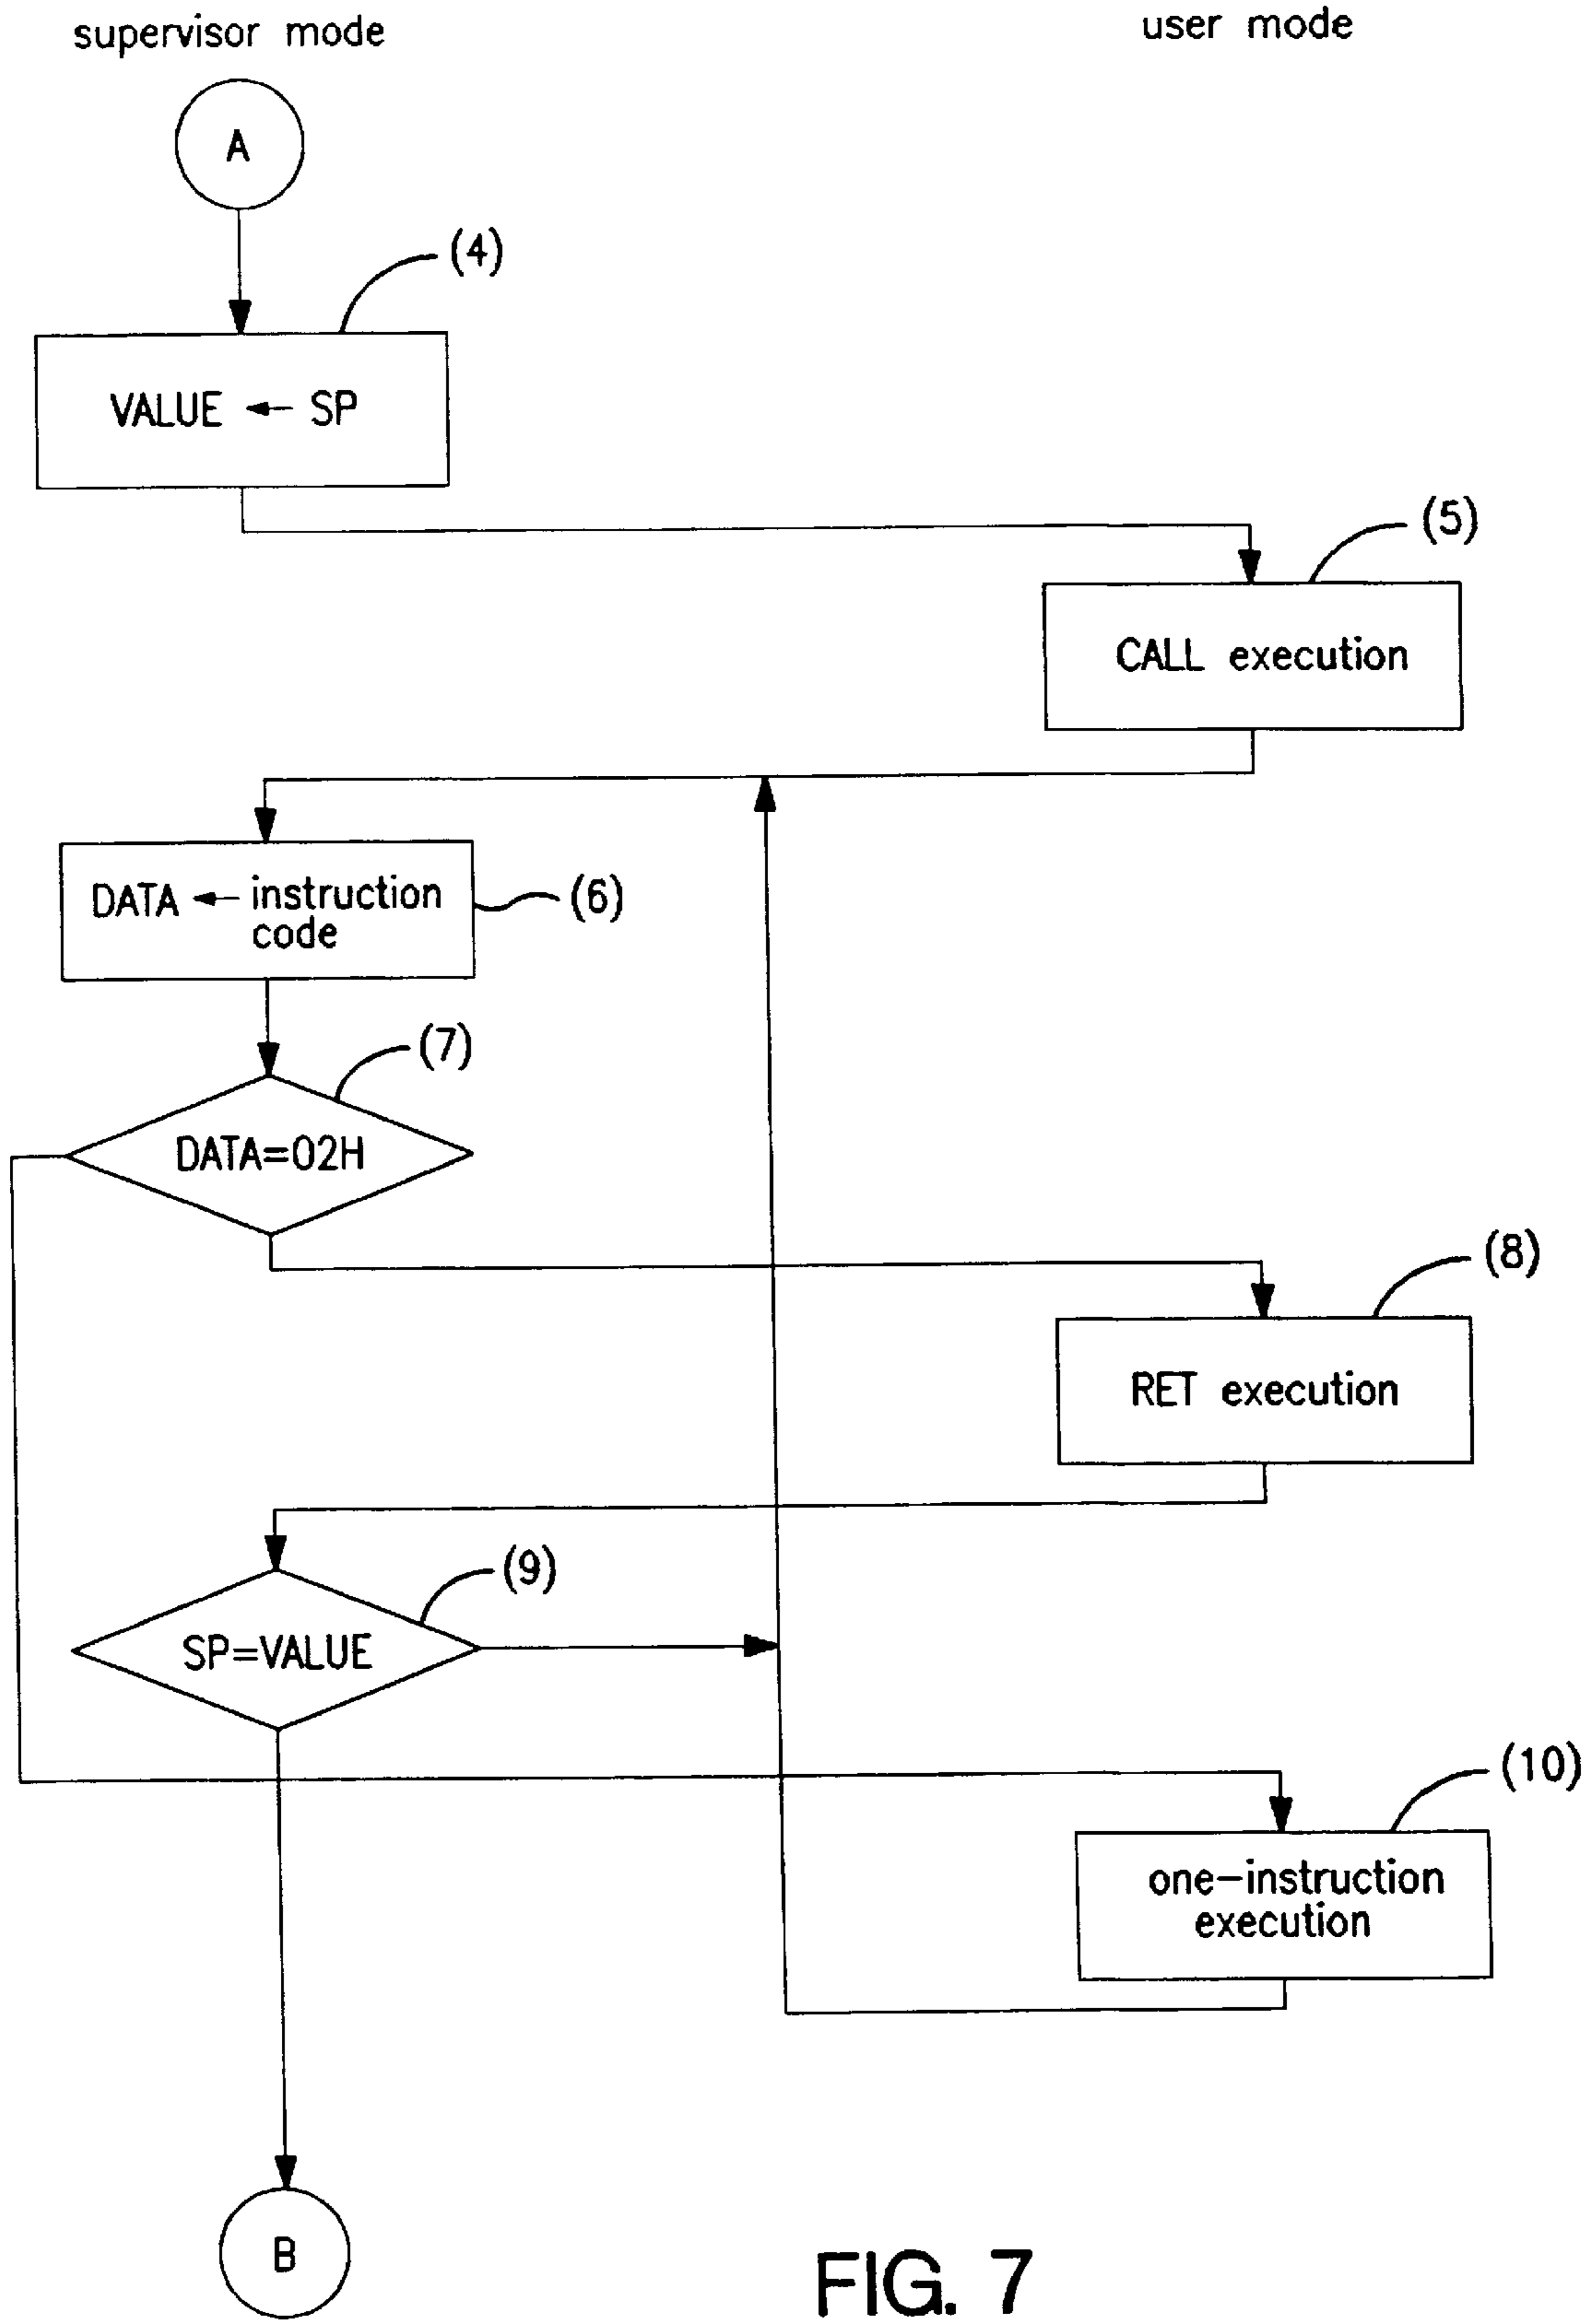 supervisor mode
user mode
A
(4)
VALUE ← SP
(5)
CALL execution
DATA ← instruction
code
(6)
(7)
DATA=02H
(8)
RET execution
(9)
SP=VALUE
(10)
one-instruction
execution
B
FIG. 7